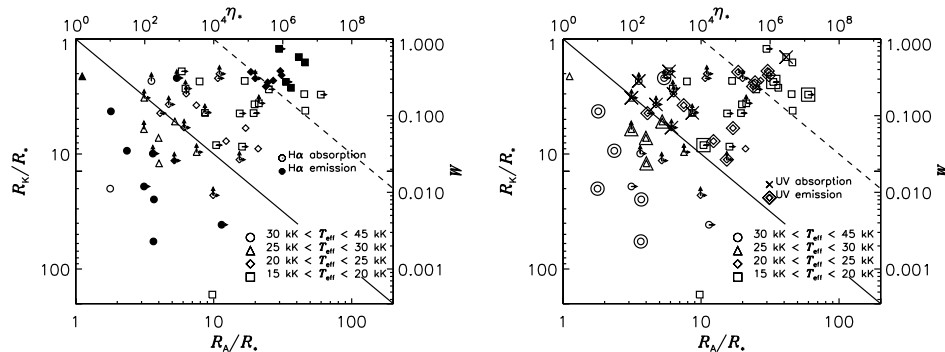 η*
η*
10^0 10^2 10^4 10^6 10^8
10^0 10^2 10^4 10^6 10^8
1
10
100
R_K/R*
1.000
0.100
0.010
0.001
W
Hα absorption
Hα emission
30 kK < T_eff < 45 kK
25 kK < T_eff < 30 kK
20 kK < T_eff < 25 kK
15 kK < T_eff < 20 kK
1 10 100
R_A/R*
1
10
100
R_K/R*
1.000
0.100
0.010
0.001
W
UV absorption
UV emission
30 kK < T_eff < 45 kK
25 kK < T_eff < 30 kK
20 kK < T_eff < 25 kK
15 kK < T_eff < 20 kK
1 10 100
R_A/R*